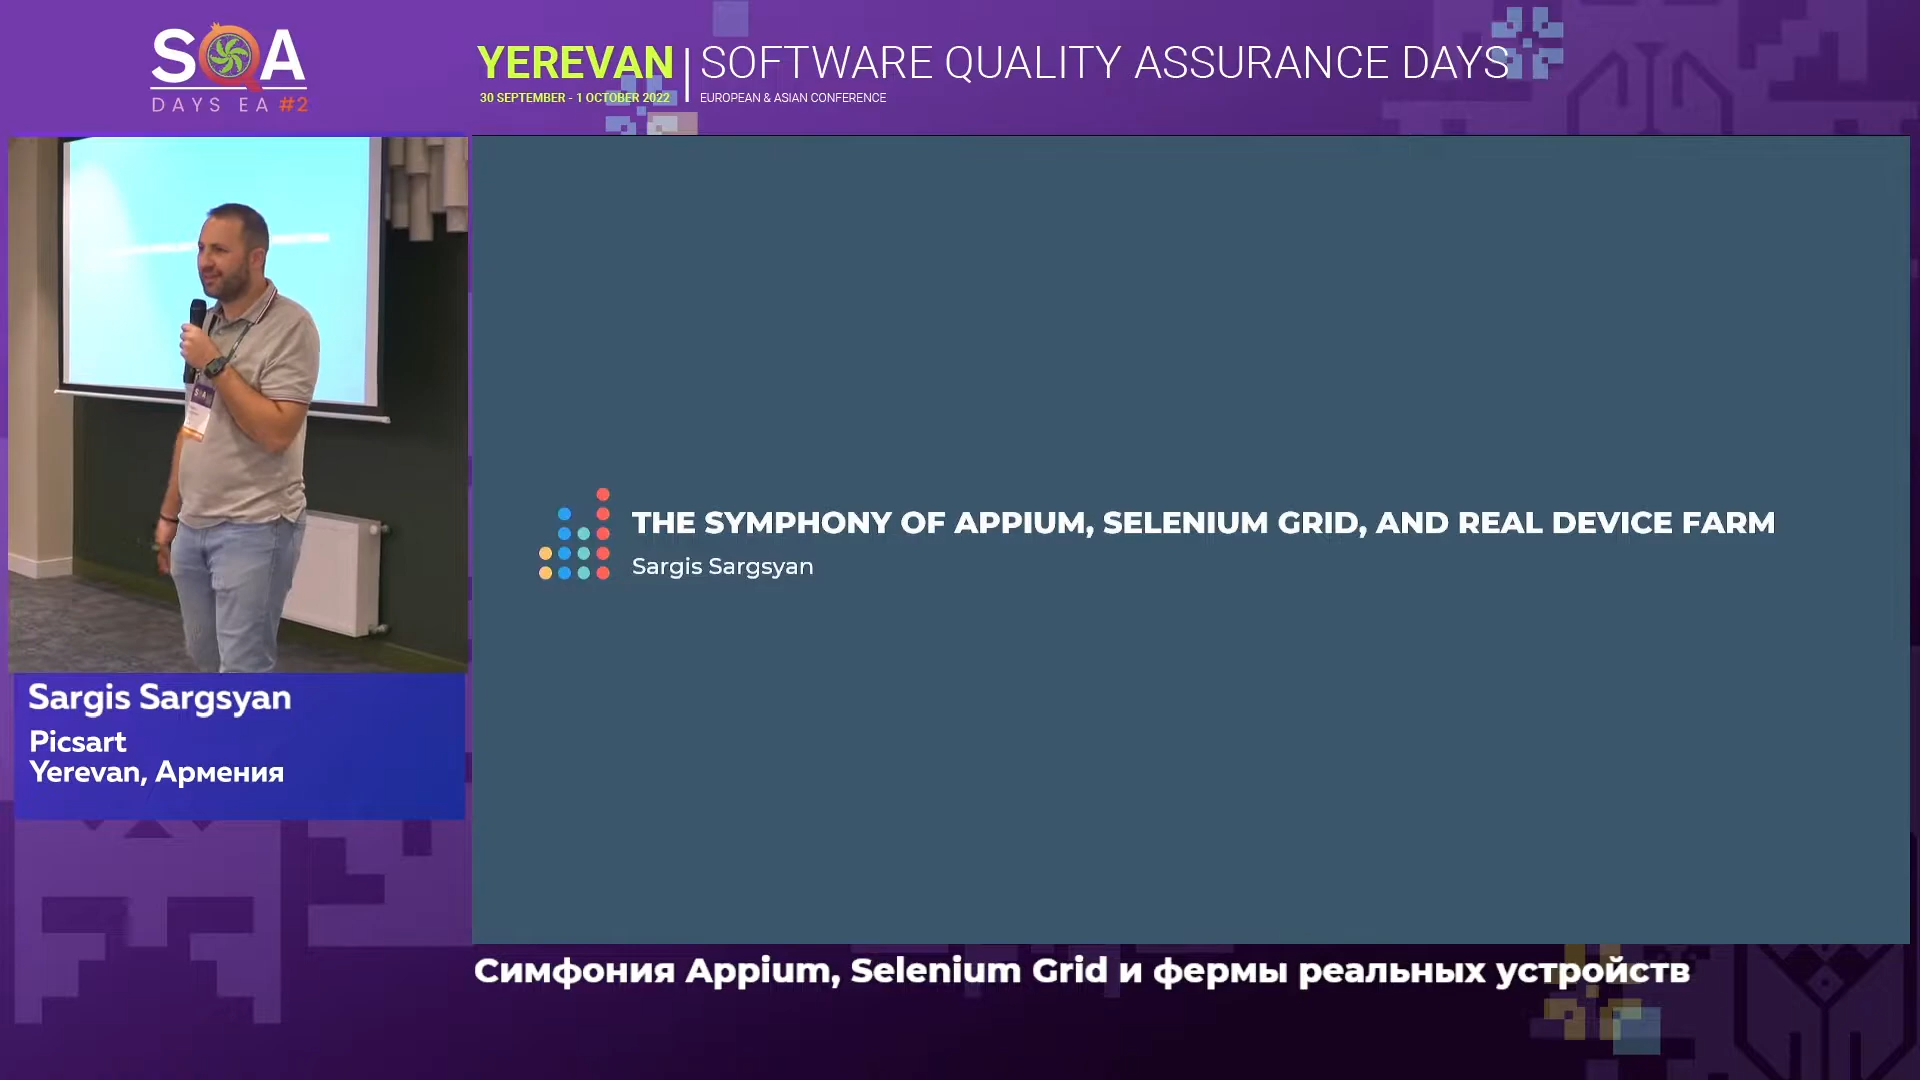 SQA
DAYS EA #2
YEREVAN
30 SEPTEMBER - 1 OCTOBER 2022
SOFTWARE QUALITY ASSURANCE DAYS
EUROPEAN & ASIAN CONFERENCE
THE SYMPHONY OF APPIUM, SELENIUM GRID, AND REAL DEVICE FARM
Sargis Sargsyan
Sargis Sargsyan
Picsart
Yerevan, Армения
Симфония Appium, Selenium Grid и фермы реальных устройств